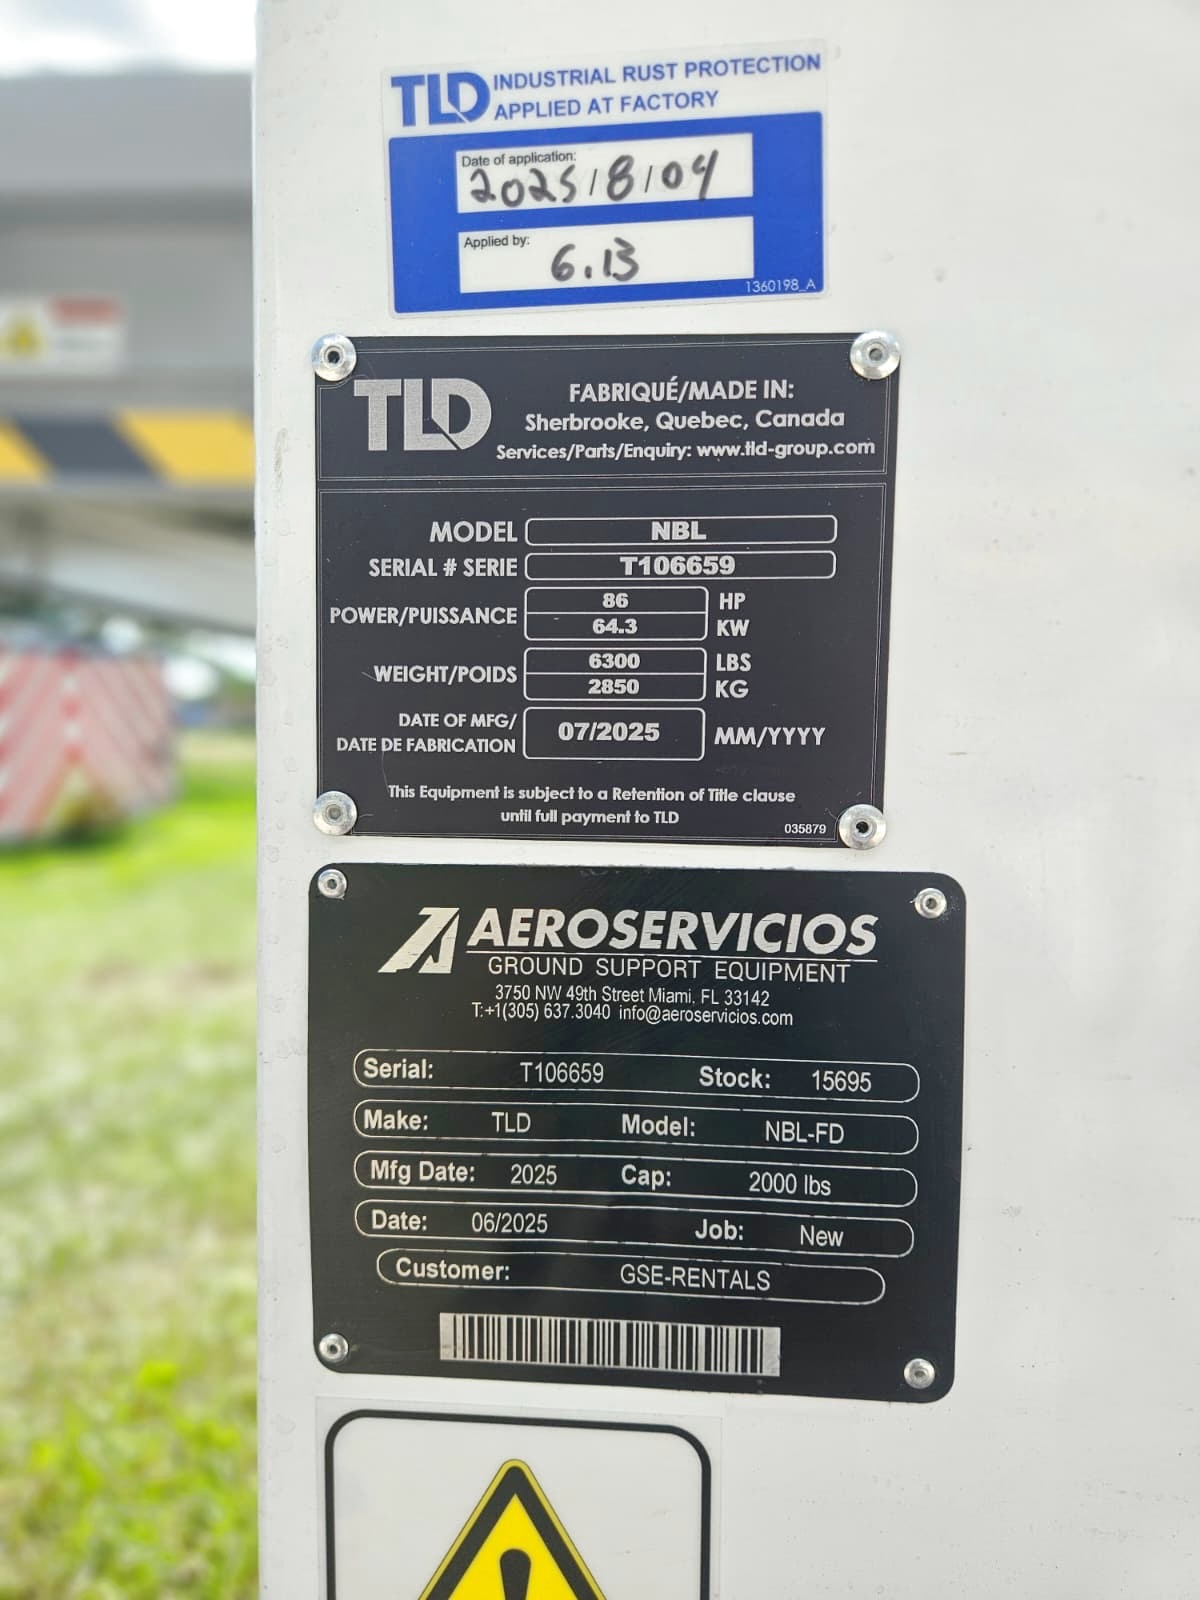 TLD INDUSTRIAL RUST PROTECTION
APPLIED AT FACTORY
Date of application:
2025/8/04
Applied by:
6.13
1360198_A
TLD
FABRIQUÉ/MADE IN:
Sherbrooke, Quebec, Canada
Services/Parts/Enquiry: www.tld-group.com
MODEL NBL
SERIAL # SERIE T106659
POWER/PUISSANCE
86 HP
64.3 KW
WEIGHT/POIDS
6300 LBS
2850 KG
DATE OF MFG/
DATE DE FABRICATION
07/2025 MM/YYYY
This Equipment is subject to a Retention of Title clause
until full payment to TLD
035879
AEROSERVICIOS
GROUND SUPPORT EQUIPMENT
3750 NW 49th Street Miami, FL 33142
T:+1(305) 637.3040 info@aeroservicios.com
Serial: T106659 Stock: 15695
Make: TLD Model: NBL-FD
Mfg Date: 2025 Cap: 2000 lbs
Date: 06/2025 Job: New
Customer: GSE-RENTALS